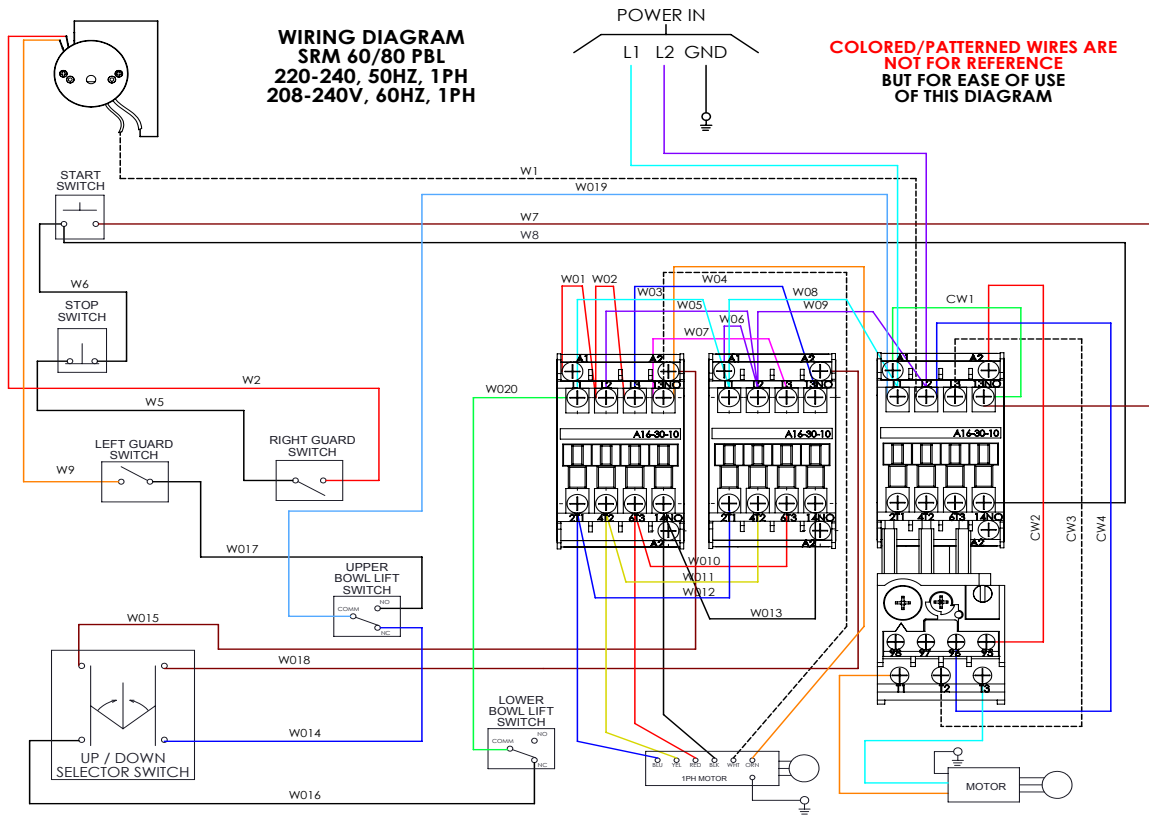 POWER IN
L1 L2 GND
WIRING DIAGRAM
SRM 60/80 PBL
220-240, 50HZ, 1PH
208-240V, 60HZ, 1PH
COLORED/PATTERNED WIRES ARE
NOT FOR REFERENCE
BUT FOR EASE OF USE
OF THIS DIAGRAM
START
SWITCH
W1
W019
W7
W8
W6
STOP
SWITCH
W01 W02 W03 W04
W05 W06 W07
W08
W09
CW1
A1 A2 A1 A2 A1 A2
L1 L2 L3 13NO L1 L2 L3 13NO L1 L2 L3 13NO
W2
W5
W020
A16-30-10 A16-30-10 A16-30-10
LEFT GUARD
SWITCH
RIGHT GUARD
SWITCH
W9
2T1 4T2 6T3 14NO 2T1 4T2 6T3 14NO 2T1 4T2 6T3 14NO
A2 A2 A2
CW2 CW3 CW4
W017
W010
W011
W012
W013
UPPER
BOWL LIFT
SWITCH
NO
COMM
NC
W015
98 97 96 95
W018
T1 T2 T3
LOWER
BOWL LIFT
SWITCH
W014
NO
COMM
NC
UP / DOWN
SELECTOR SWITCH
BLU YEL RED BLK WHT ORN
1PH MOTOR
MOTOR
W016